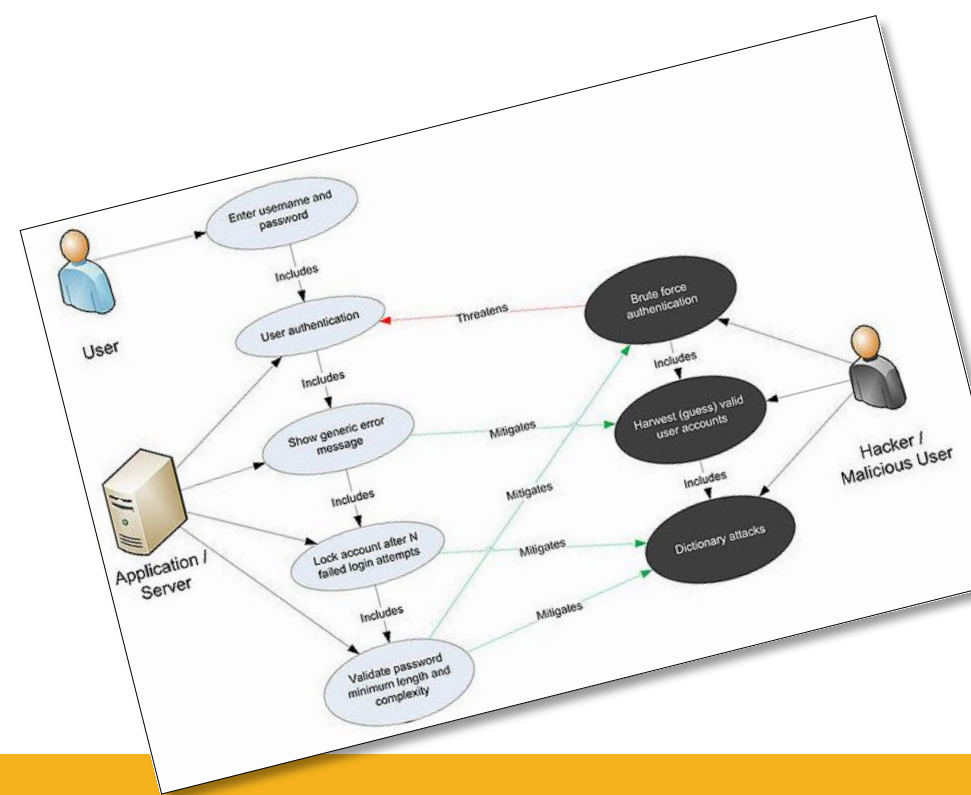 Enter username and
password
Includes
User
User authentication
Threatens
Brute force
authentication
Includes
Includes
Show generic error
message
Mitigates
Harwest (guess) valid
user accounts
Hacker /
Malicious User
Includes
Mitigates
Includes
Application /
Server
Lock account after N
failed login attempts
Mitigates
Dictionary attacks
Includes
Mitigates
Validate password
minimum length and
complexity